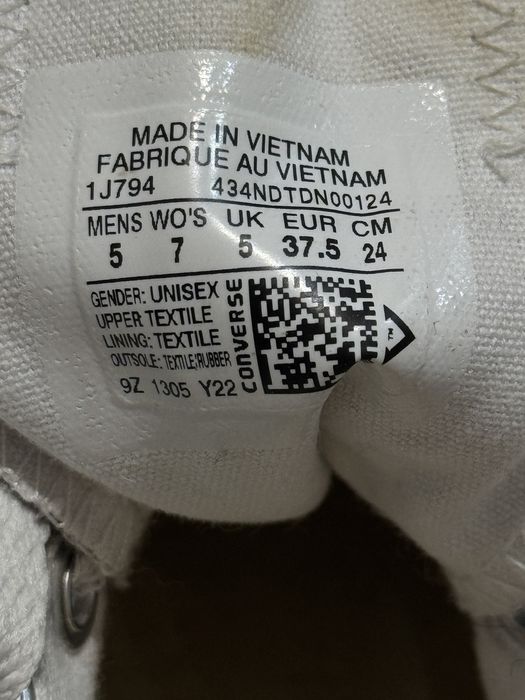 MADE IN VIETNAM
FABRIQUE AU VIETNAM
1J794 434NDTDN00124
MENS WO'S UK EUR CM
5 7 5 37.5 24
GENDER: UNISEX
UPPER TEXTILE
LINING: TEXTILE
OUTSOLE: TEXTILE;RUBBER
9Z 1305 Y22
CONVERSE